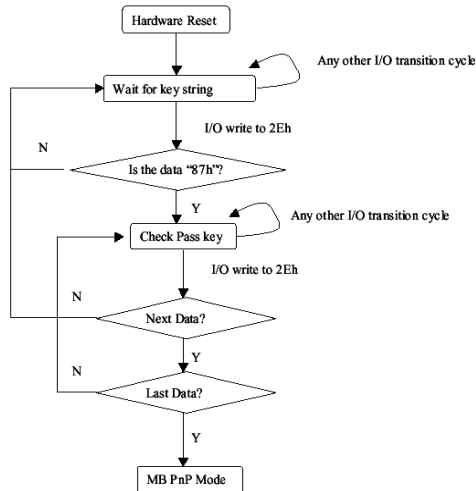 Hardware Reset
Any other I/O transition cycle
Wait for key string
I/O write to 2Eh
N
Is the data “87h”?
Y
Any other I/O transition cycle
Check Pass key
I/O write to 2Eh
N
Next Data?
Y
N
Last Data?
Y
MB PnP Mode